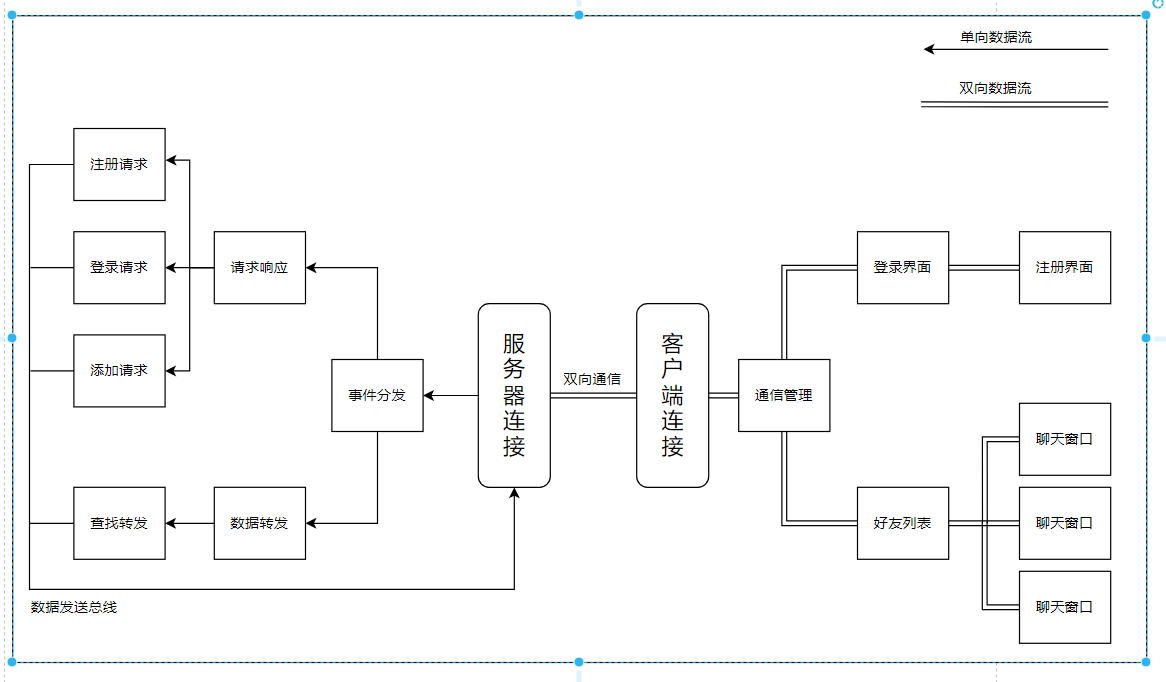 单向数据流
双向数据流
注册请求
登录请求
请求响应
登录界面
注册界面
添加请求
服务器连接
双向通信
客户端连接
事件分发
通信管理
聊天窗口
查找转发
数据转发
好友列表
聊天窗口
聊天窗口
数据发送总线